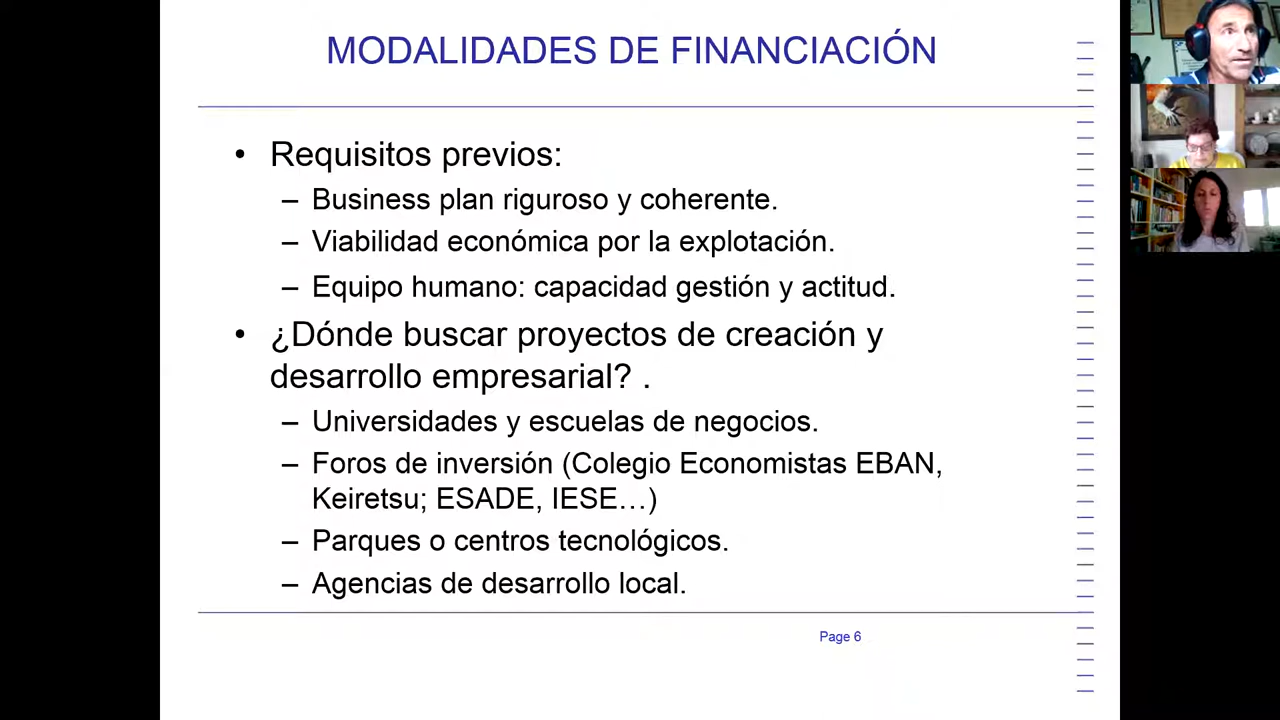 MODALIDADES DE FINANCIACIÓN
• Requisitos previos:
– Business plan riguroso y coherente.
– Viabilidad económica por la explotación.
– Equipo humano: capacidad gestión y actitud.
• ¿Dónde buscar proyectos de creación y
desarrollo empresarial? .
– Universidades y escuelas de negocios.
– Foros de inversión (Colegio Economistas EBAN,
Keiretsu; ESADE, IESE…)
– Parques o centros tecnológicos.
– Agencias de desarrollo local.
Page 6